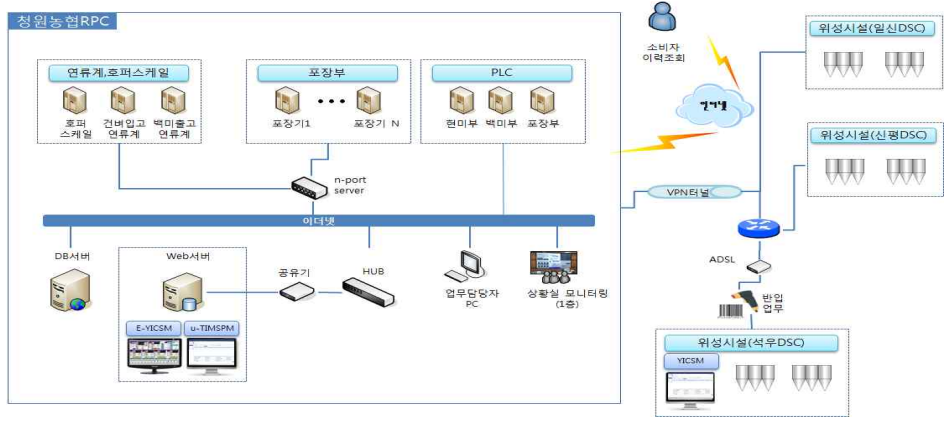 청원농협RPC
연류계,호퍼스케일
호퍼
스케일
건벼입고
연류계
백미출고
연류계
포장부
포장기1
포장기 N
PLC
현미부
백미부
포장부
n-port
server
이더넷
DB서버
Web서버
E-YICSM
u-TIMSPM
공유기
HUB
업무담당자
PC
상황실 모니터링
(1층)
소비자
이력조회
인터넷
VPN터널
위성시설(일신DSC)
위성시설(신평DSC)
ADSL
반입
업무
위성시설(석우DSC)
YICSM